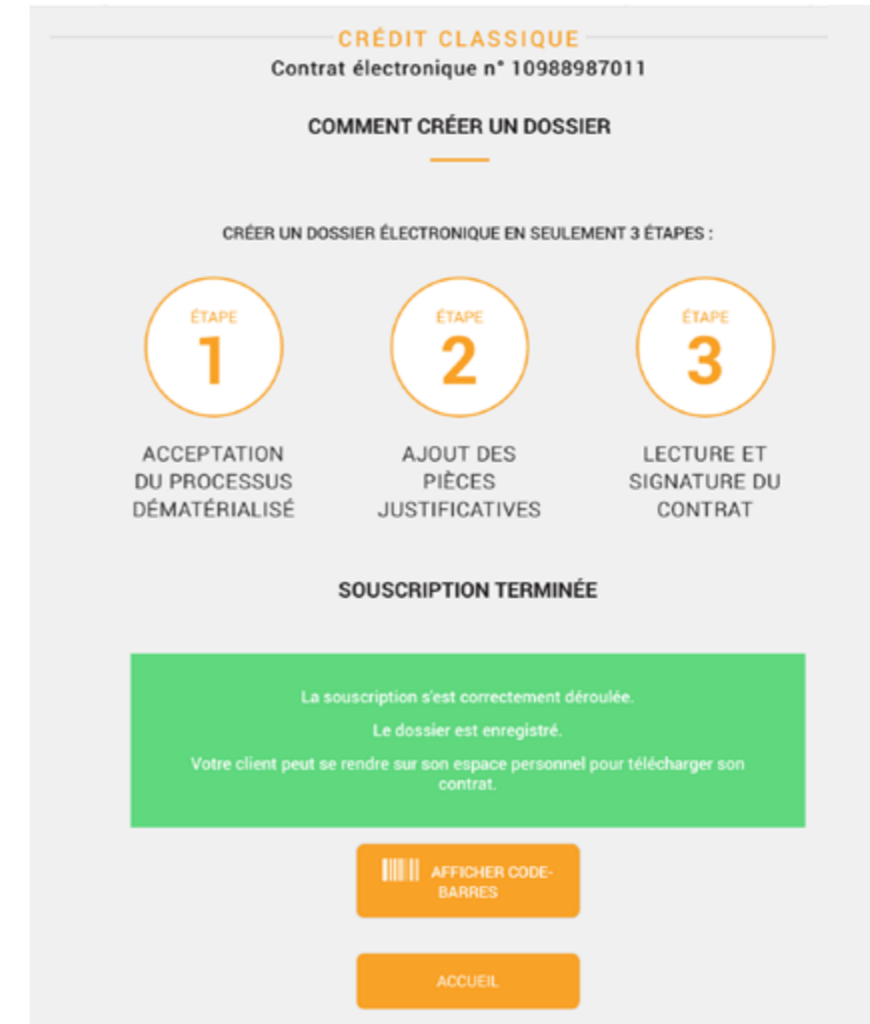 CRÉDIT CLASSIQUE
Contrat électronique n° 10988987011
COMMENT CRÉER UN DOSSIER
CRÉER UN DOSSIER ÉLECTRONIQUE EN SEULEMENT 3 ÉTAPES :
ÉTAPE
1
ACCEPTATION
DU PROCESSUS
DÉMATÉRIALISÉ
ÉTAPE
2
AJOUT DES
PIÈCES
JUSTIFICATIVES
ÉTAPE
3
LECTURE ET
SIGNATURE DU
CONTRAT
SOUSCRIPTION TERMINÉE
La souscription s'est correctement déroulée.
Le dossier est enregistré.
Votre client peut se rendre sur son espace personnel pour télécharger son
contrat.
AFFICHER CODE-
BARRES
ACCUEIL